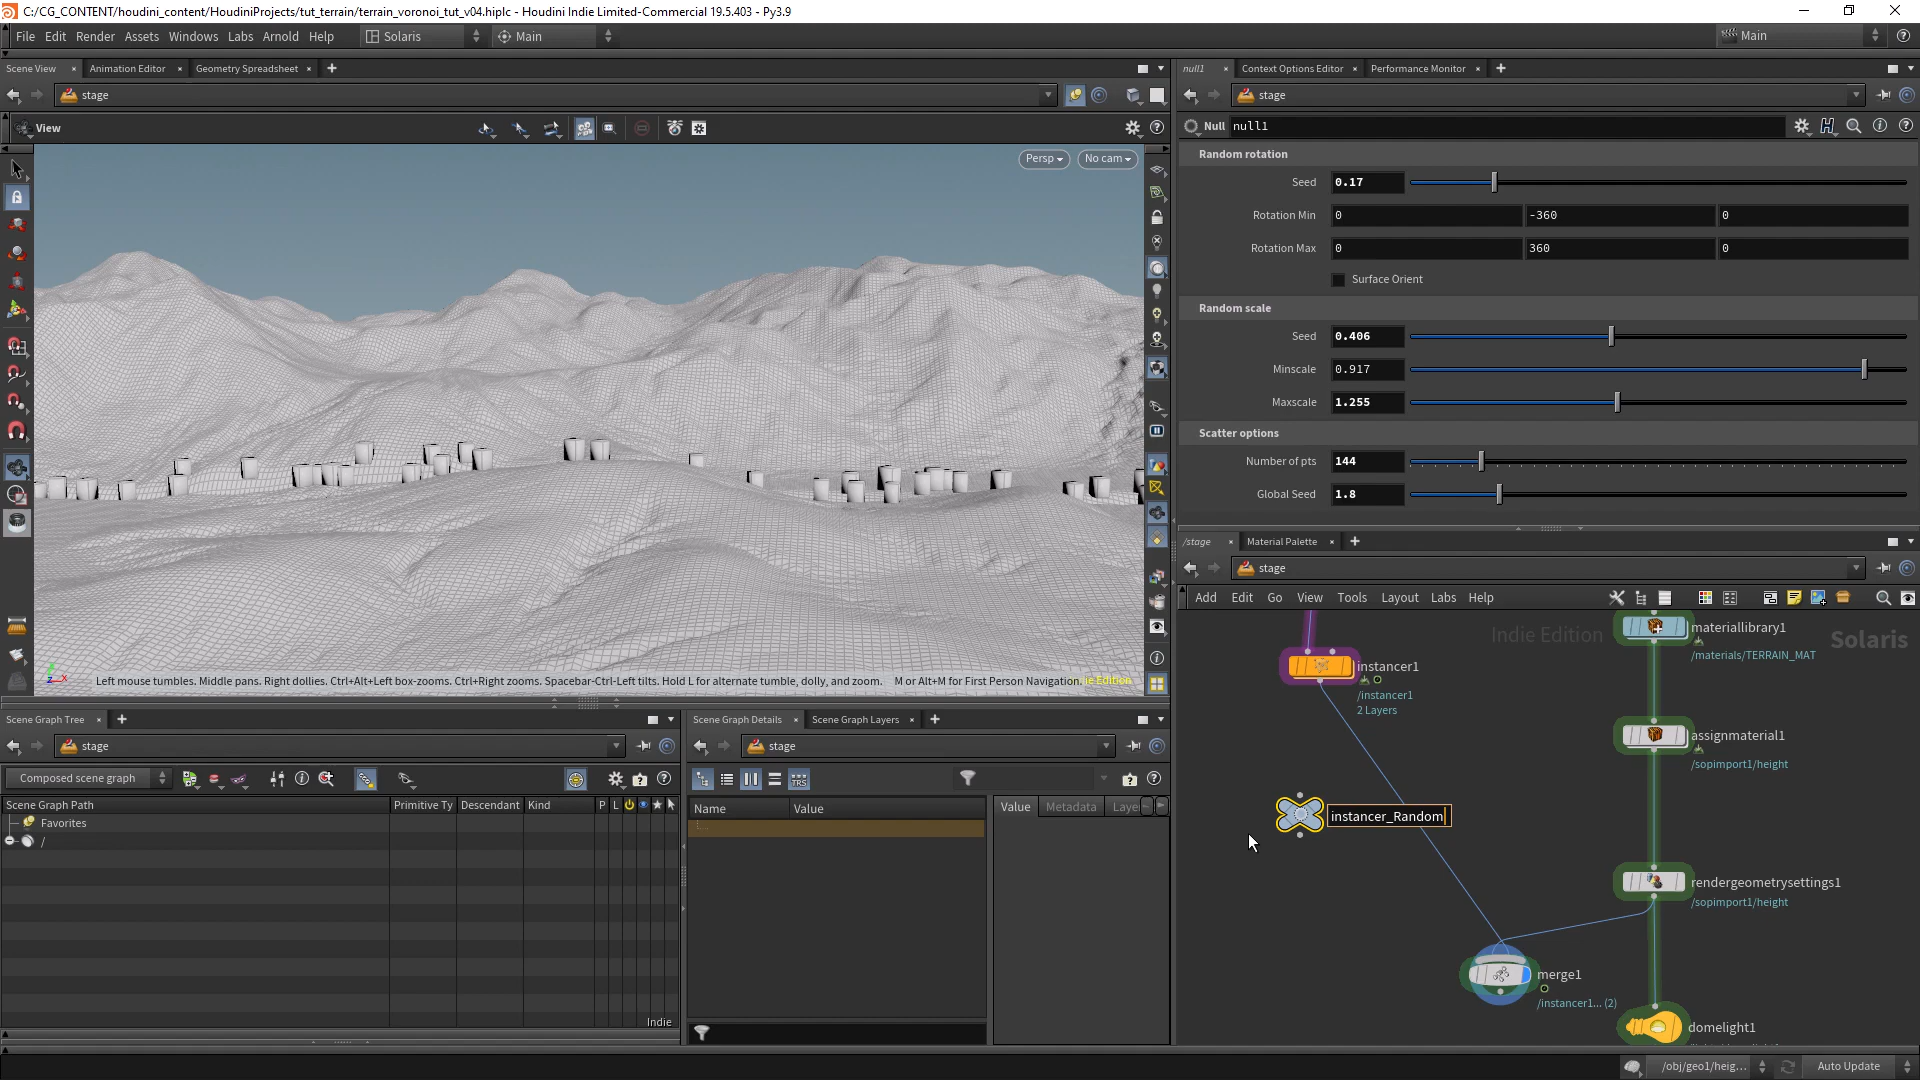 C:/CG_CONTENT/houdini_content/HoudiniProjects/tut_terrain/terrain_voronoi_tut_v04.hiplc - Houdini Indie Limited-Commercial 19.5.403 - Py3.9
File Edit Render Assets Windows Labs Arnold Help Solaris Main Main
Scene View Animation Editor Geometry Spreadsheet
stage
View
Persp No cam
Left mouse tumbles. Middle pans. Right dollies. Ctrl+Alt+Left box-zooms. Ctrl+Right zooms. Spacebar-Ctrl-Left tilts. Hold L for alternate tumble, dolly, and zoom. M or Alt+M for First Person Navigation. ie Edition
null1 Context Options Editor Performance Monitor
stage
Null null1
Random rotation
Seed 0.17
Rotation Min 0 -360 0
Rotation Max 0 360 0
Surface Orient
Random scale
Seed 0.406
Minscale 0.917
Maxscale 1.255
Scatter options
Number of pts 144
Global Seed 1.8
/stage Material Palette
stage
Add Edit Go View Tools Layout Labs Help
Indie Edition Solaris
materiallibrary1
/materials/TERRAIN_MAT
instancer1
/instancer1
2 Layers
assignmaterial1
/sopimport1/height
instancer_Random
rendergeometrysettings1
/sopimport1/height
merge1
/instancer1... (2)
domelight1
Scene Graph Tree
stage
Composed scene graph
Scene Graph Path Primitive Ty Descendant Kind P L
Favorites
/
Indie
Scene Graph Details Scene Graph Layers
stage
Name Value
Value Metadata Laye
/obj/geo1/heig... Auto Update